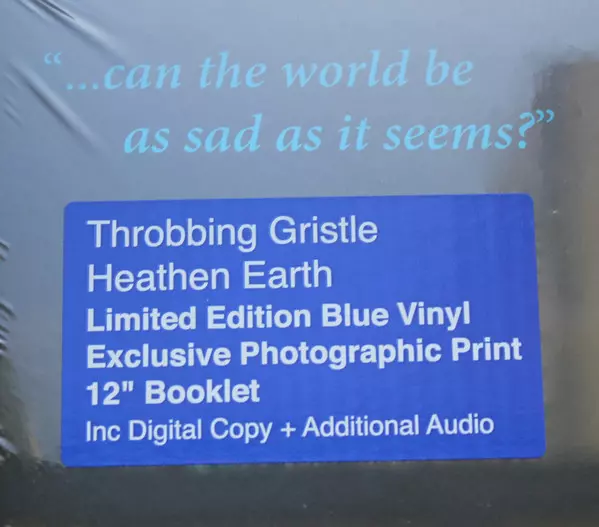 “...can the world be
as sad as it seems?”
Throbbing Gristle
Heathen Earth
Limited Edition Blue Vinyl
Exclusive Photographic Print
12" Booklet
Inc Digital Copy + Additional Audio